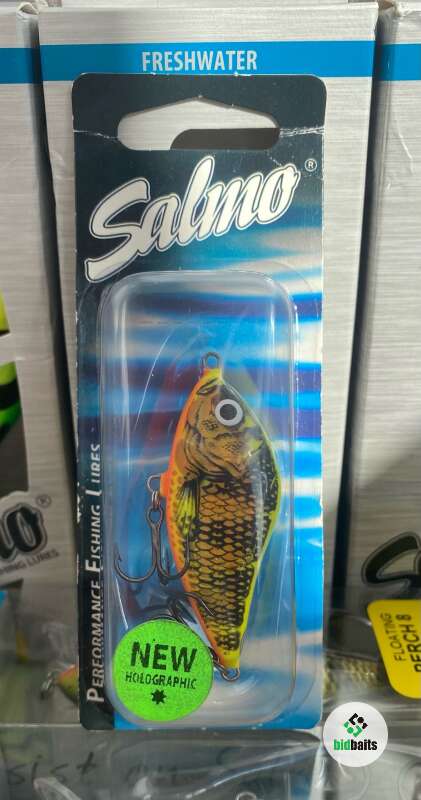 FRESHWATER
Salmo®
PERFORMANCE FISHING LURES
NEW
HOLOGRAPHIC
FLOATING
PERCH 8
bidbaits